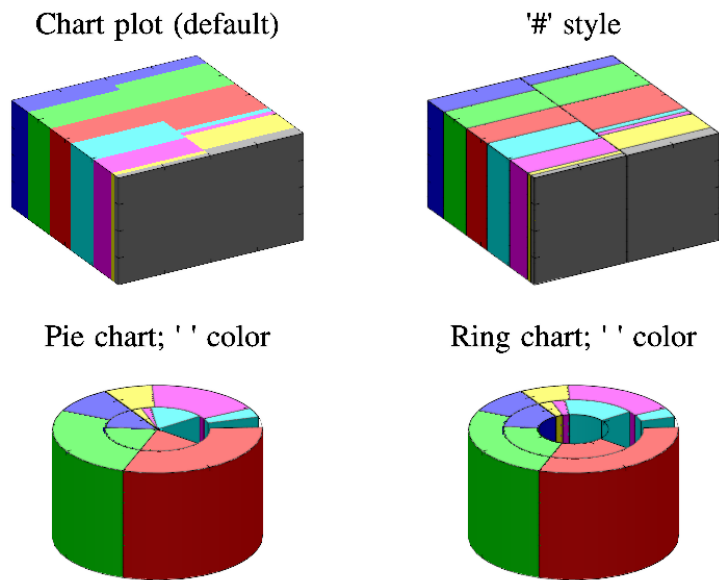 Chart plot (default)
'#' style
Pie chart; ' ' color
Ring chart; ' ' color